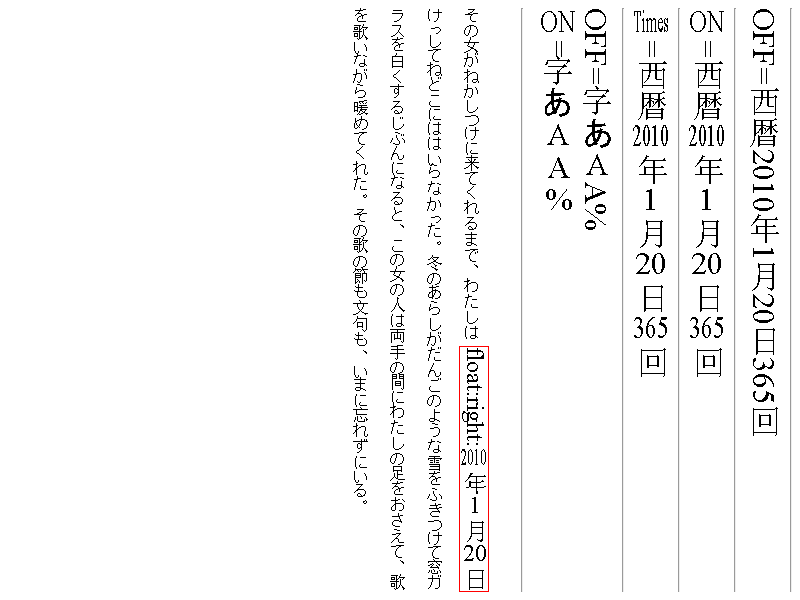 OFF=西暦2010年1月20日365回
ON=西暦2010年1月20日365回
Times=西暦2010年1月20日365回
OFF=字あAA%
ON=字あAA%
その女がねかしつけに来てくれるまで、わたしは
float:right:2010年1月20日
けっしてねどこにははいらなかった。冬のあらしがだんごのような雪をふきつけて窓ガ
ラスを白くするじぶんになると、この女の人は両手の間にわたしの足をおさえて、歌
を歌いながら暖めてくれた。その歌の節も文句も、いまに忘れずにいる。